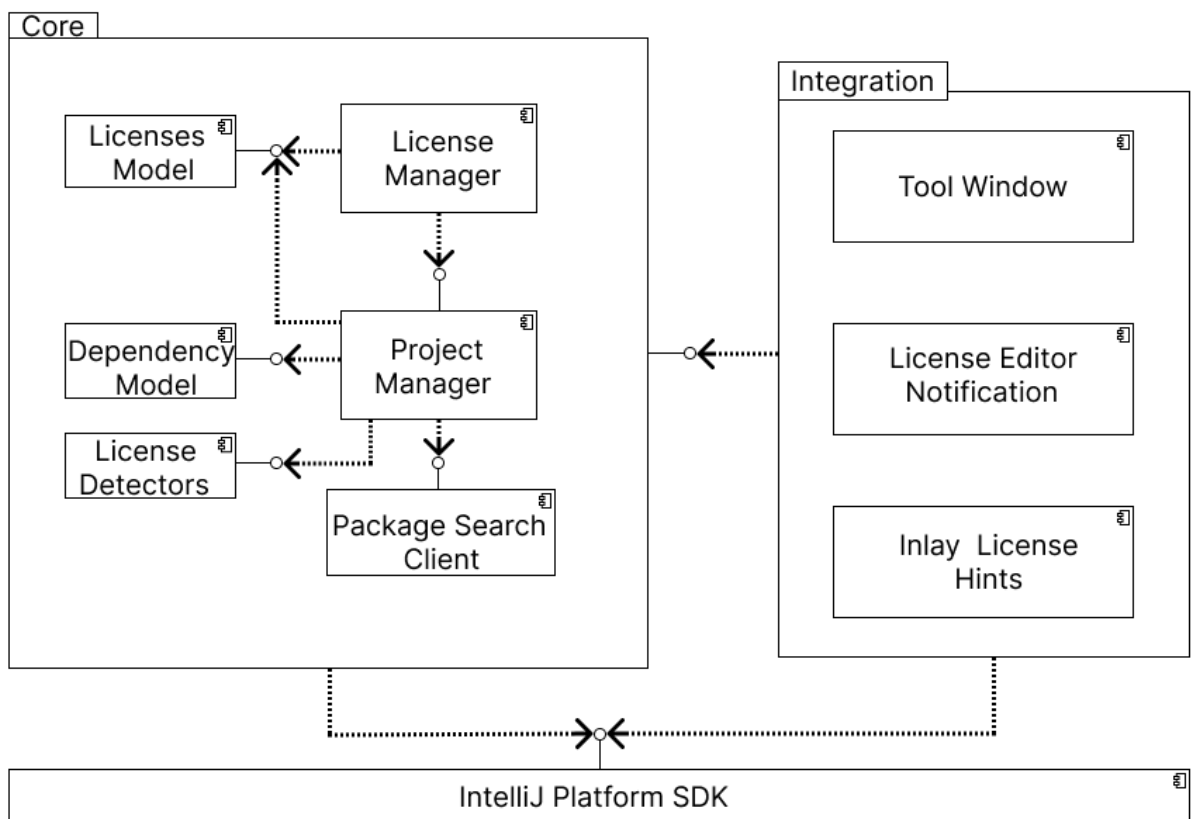 Core
Licenses
Model
License
Manager
Dependency
Model
Project
Manager
License
Detectors
Package Search
Client
Integration
Tool Window
License Editor
Notification
Inlay  License
Hints
IntelliJ Platform SDK